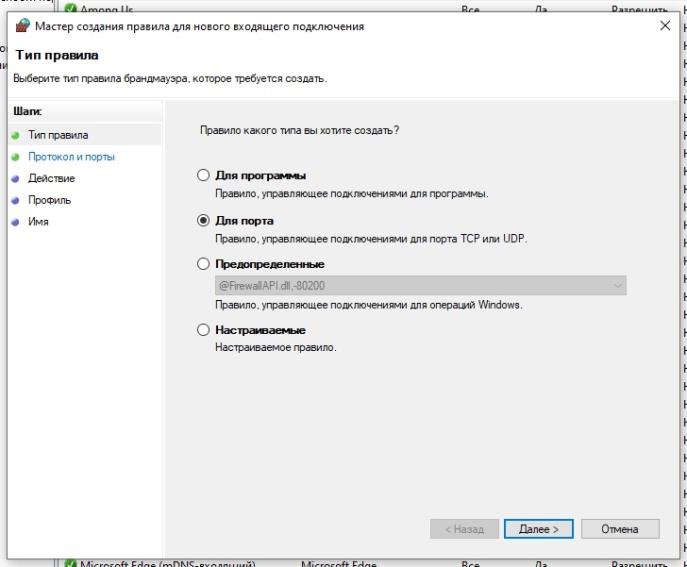 Among Us Все Да Разрешить
Мастер создания правила для нового входящего подключения
Тип правила
Выберите тип правила брандмауэра, которое требуется создать.
Шаги:
Тип правила
Протокол и порты
Действие
Профиль
Имя
Правило какого типа вы хотите создать?
Для программы
Правило, управляющее подключениями для программы.
Для порта
Правило, управляющее подключениями для порта TCP или UDP.
Предопределенные
@FirewallAPI.dll,-80200
Правило, управляющее подключениями для операций Windows.
Настраиваемые
Настраиваемое правило.
< Назад Далее > Отмена
Microsoft Edge (mDNS-входящий) Microsoft Edge Все Да Разрешить